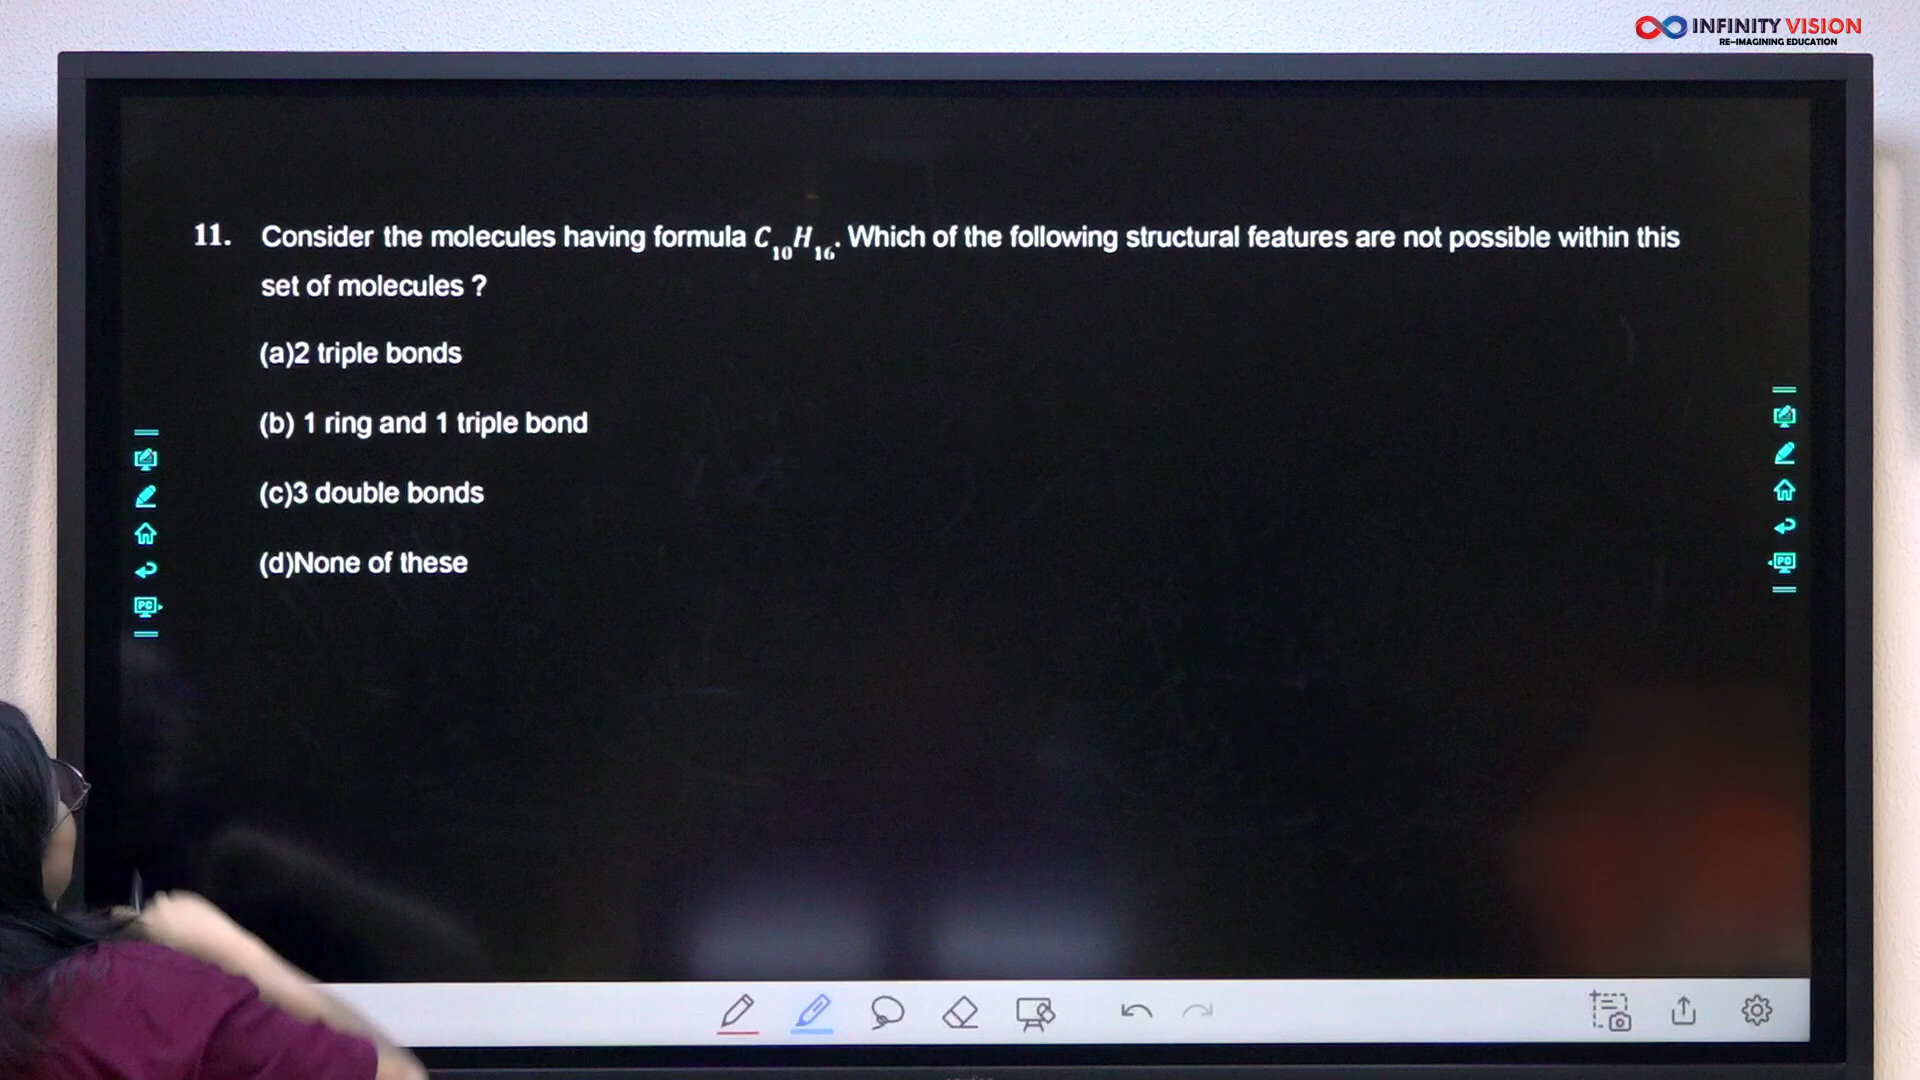 INFINITY VISION
RE-IMAGINING EDUCATION
11. Consider the molecules having formula C₁₀H₁₆. Which of the following structural features are not possible within this
set of molecules ?
(a)2 triple bonds
(b) 1 ring and 1 triple bond
(c)3 double bonds
(d)None of these
PC
PC